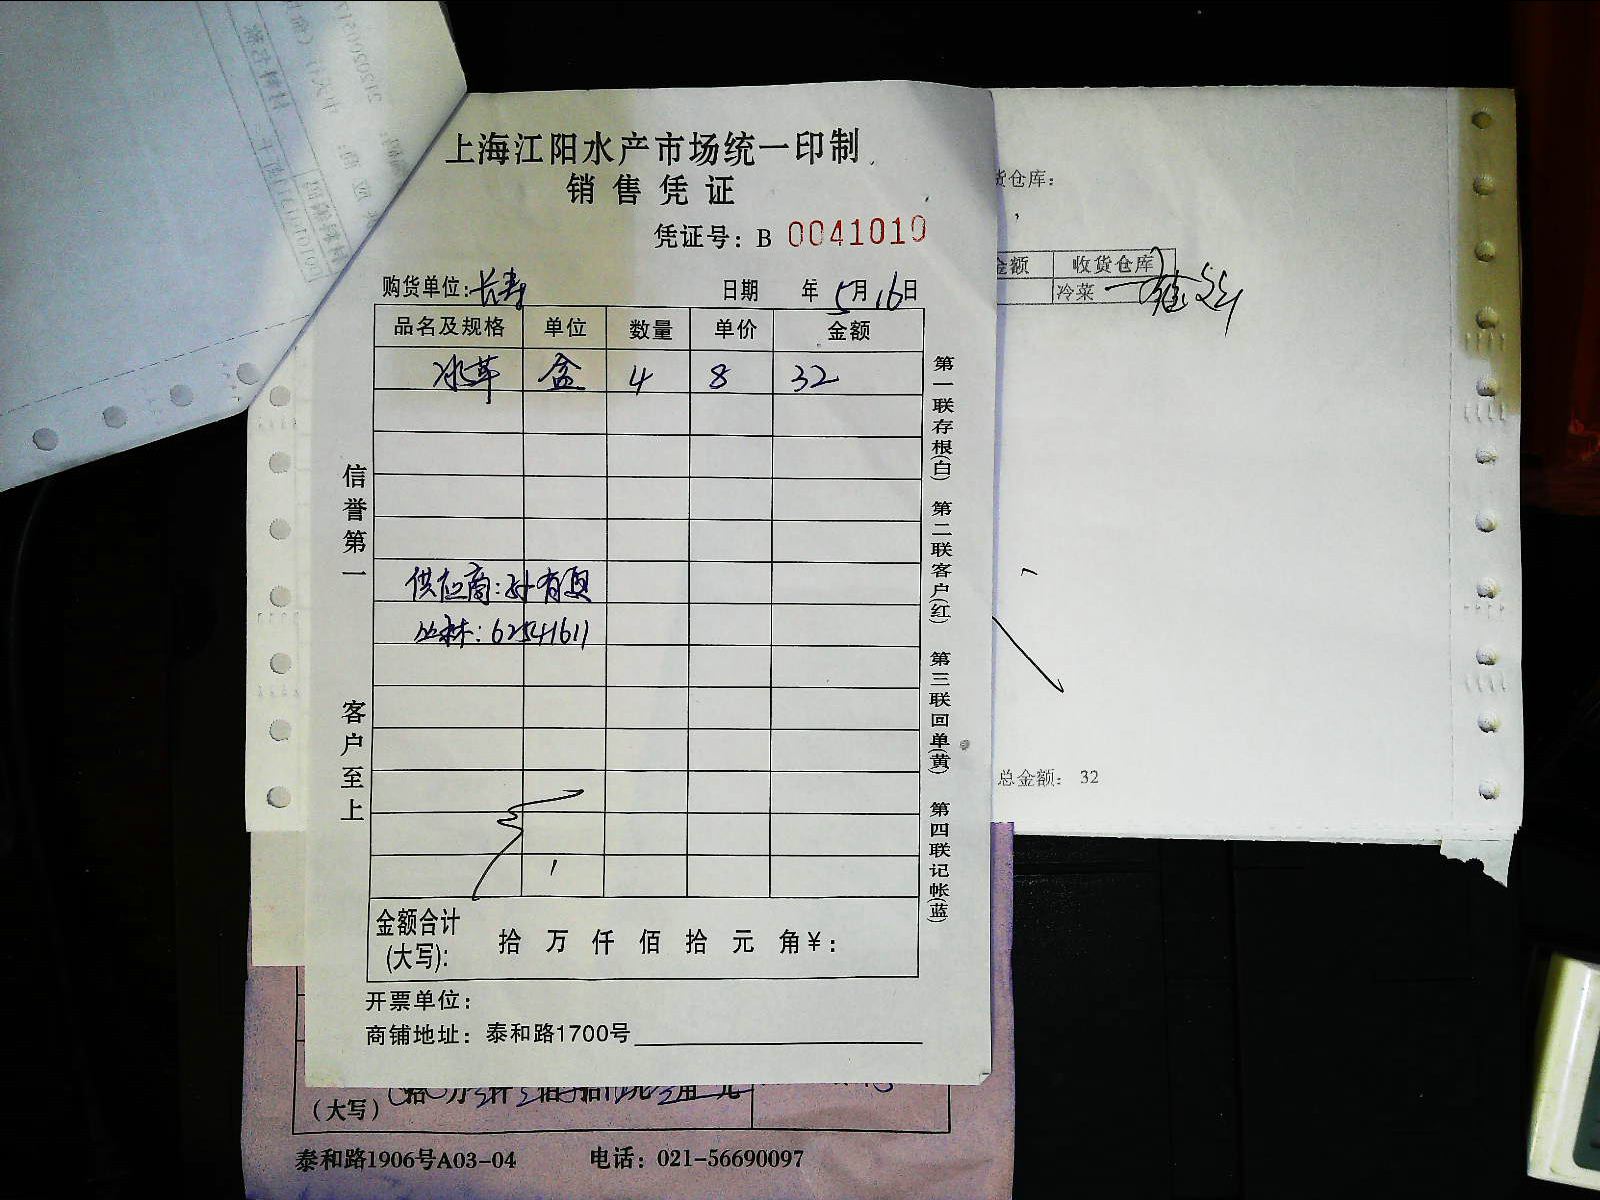 上海江阳水产市场统一印制
销售凭证
凭证号: B 0041010
购货单位:长寿 日期 年5月16日
品名及规格 单位 数量 单价 金额
冰草 盒 4 8 32
供应商:孙有
丛林:62541611
信誉第一
客户至上
第一联存根(白) 第二联客户(红) 第三联回单(黄) 第四联记帐(蓝)
金额合计
(大写): 拾 万 仟 佰 拾 元 角 ¥:
开票单位:
商铺地址: 泰和路1700号
货仓库:
金额 收货仓库
冷菜
总金额: 32
(大写)
泰和路1906号A03-04 电话: 021-56690097